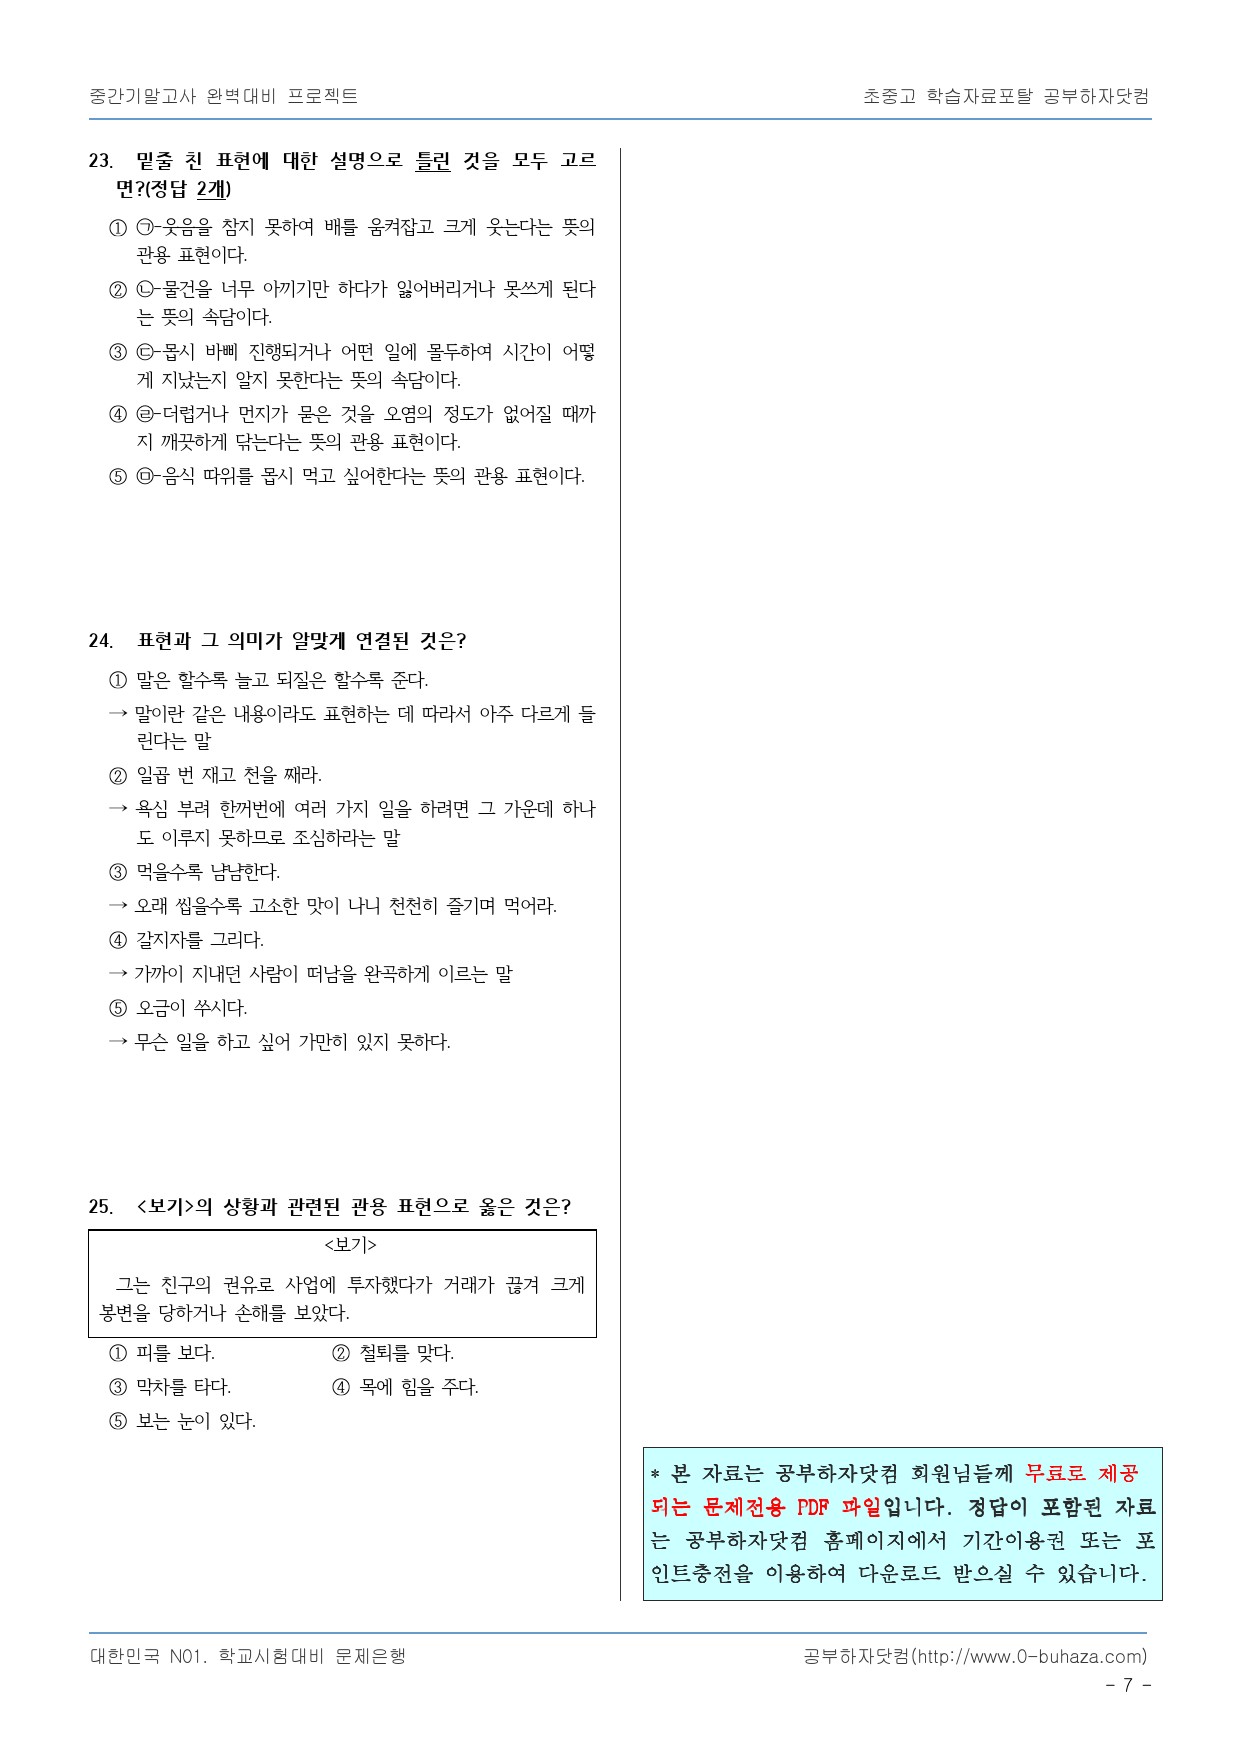 중간기말고사 완벽대비 프로젝트
초중고 학습자료포탈 공부하자닷컴
23. 밑줄 친 표현에 대한 설명으로 틀린 것을 모두 고르
면?(정답 2개)
① ㉠-웃음을 참지 못하여 배를 움켜잡고 크게 웃는다는 뜻의
관용 표현이다.
② ㉡-물건을 너무 아끼기만 하다가 잃어버리거나 못쓰게 된다
는 뜻의 속담이다.
③ ㉢-몹시 바삐 진행되거나 어떤 일에 몰두하여 시간이 어떻
게 지났는지 알지 못한다는 뜻의 속담이다.
④ ㉣-더럽거나 먼지가 묻은 것을 오염의 정도가 없어질 때까
지 깨끗하게 닦는다는 뜻의 관용 표현이다.
⑤ ㉤-음식 따위를 몹시 먹고 싶어한다는 뜻의 관용 표현이다.
24. 표현과 그 의미가 알맞게 연결된 것은?
① 말은 할수록 늘고 되질은 할수록 준다.
→ 말이란 같은 내용이라도 표현하는 데 따라서 아주 다르게 들
린다는 말
② 일곱 번 재고 천을 째라.
→ 욕심 부려 한꺼번에 여러 가지 일을 하려면 그 가운데 하나
도 이루지 못하므로 조심하라는 말
③ 먹을수록 냠냠한다.
→ 오래 씹을수록 고소한 맛이 나니 천천히 즐기며 먹어라.
④ 갈지자를 그리다.
→ 가까이 지내던 사람이 떠남을 완곡하게 이르는 말
⑤ 오금이 쑤시다.
→ 무슨 일을 하고 싶어 가만히 있지 못하다.
25. <보기>의 상황과 관련된 관용 표현으로 옳은 것은?
<보기>
그는 친구의 권유로 사업에 투자했다가 거래가 끊겨 크게
봉변을 당하거나 손해를 보았다.
① 피를 보다. ② 철퇴를 맞다.
③ 막차를 타다. ④ 목에 힘을 주다.
⑤ 보는 눈이 있다.
* 본 자료는 공부하자닷컴 회원님들께 무료로 제공
되는 문제전용 PDF 파일입니다. 정답이 포함된 자료
는 공부하자닷컴 홈페이지에서 기간이용권 또는 포
인트충전을 이용하여 다운로드 받으실 수 있습니다.
대한민국 N01. 학교시험대비 문제은행
공부하자닷컴(http://www.0-buhaza.com)
- 7 -